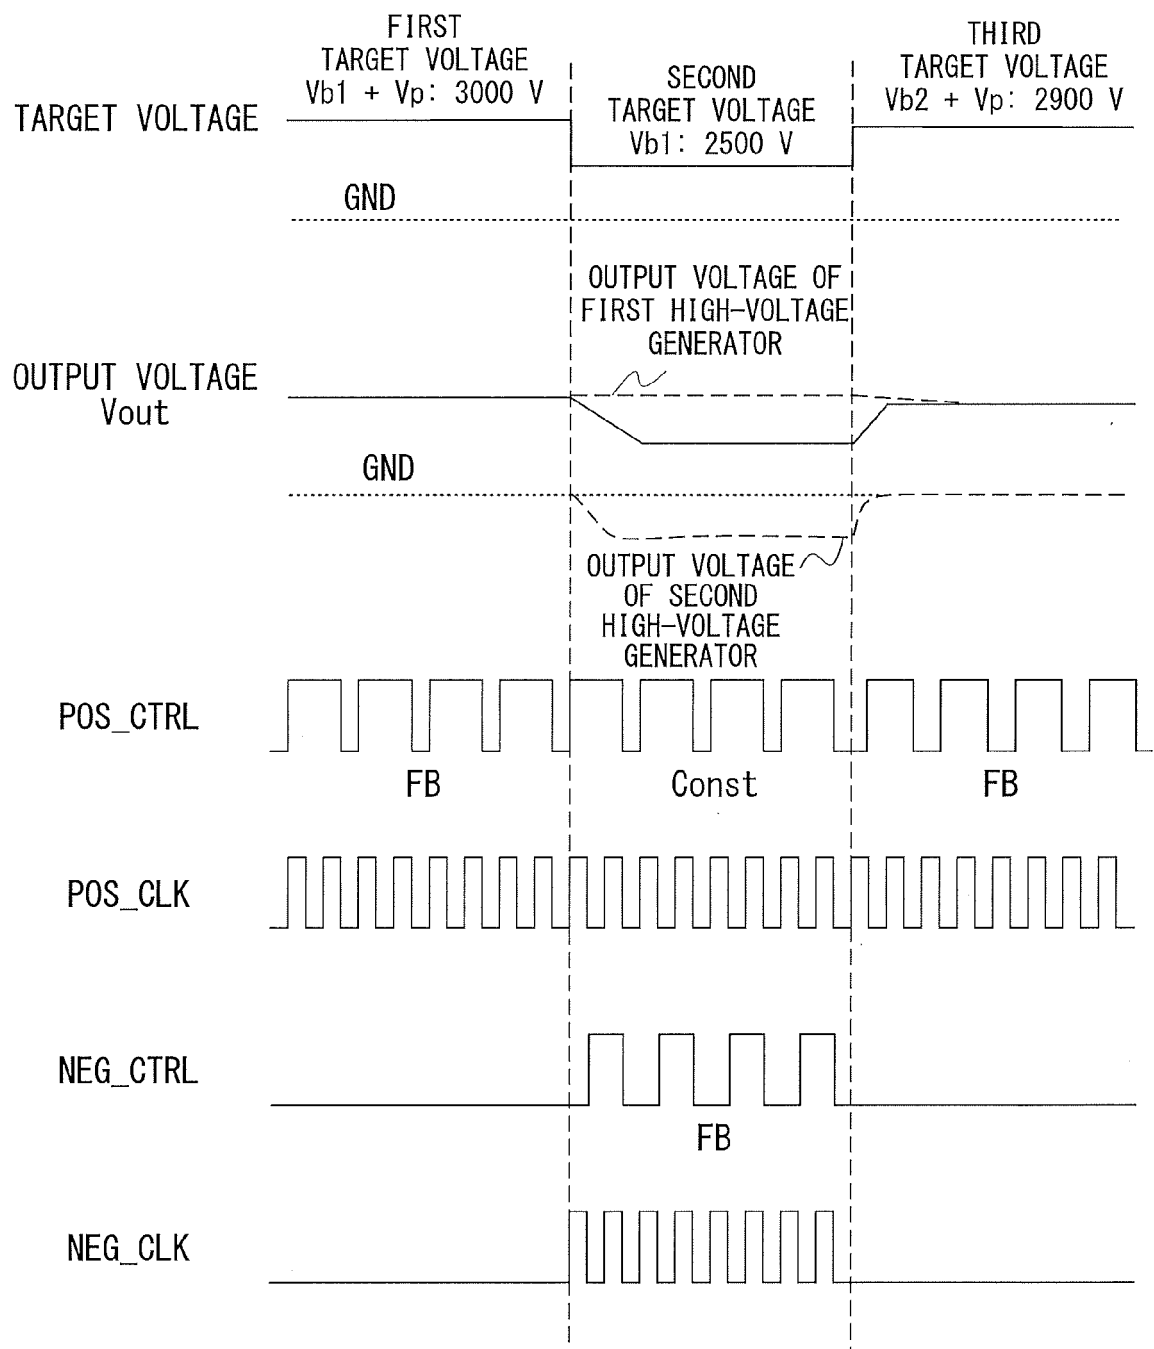 FIRST
TARGET VOLTAGE
Vb1 + Vp: 3000 V
SECOND
TARGET VOLTAGE
Vb1: 2500 V
THIRD
TARGET VOLTAGE
Vb2 + Vp: 2900 V
TARGET VOLTAGE
GND
OUTPUT VOLTAGE OF
FIRST HIGH-VOLTAGE
GENERATOR
OUTPUT VOLTAGE
Vout
GND
OUTPUT VOLTAGE
OF SECOND
HIGH-VOLTAGE
GENERATOR
POS_CTRL
FB
Const
FB
POS_CLK
NEG_CTRL
FB
NEG_CLK